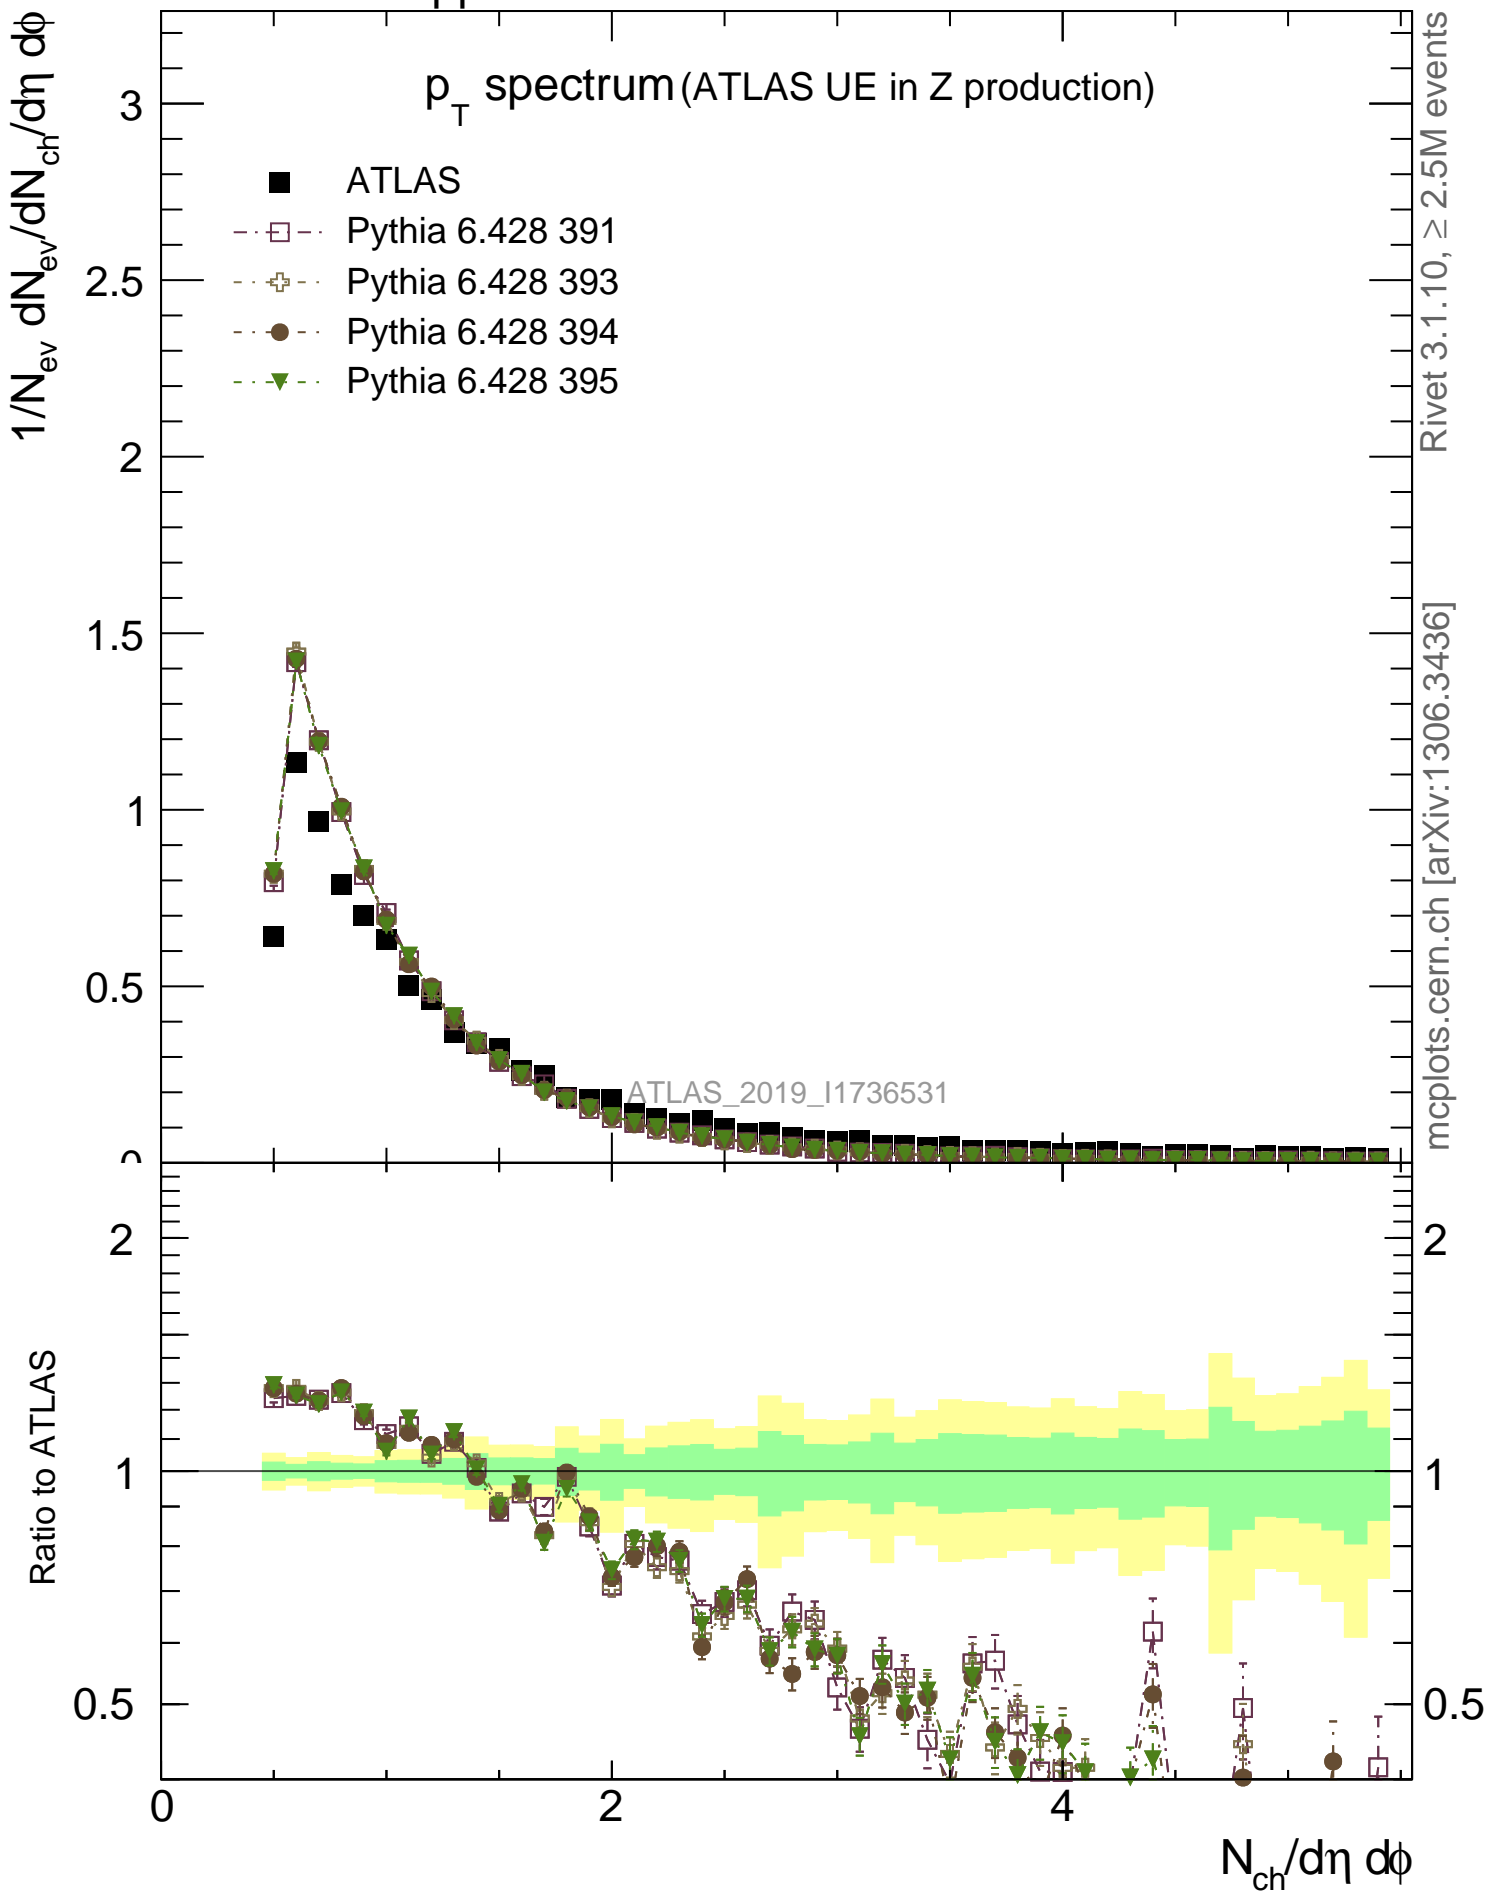 1/N_ev dN_ev/dN_ch/dη dϕ
p_T spectrum (ATLAS UE in Z production)
ATLAS
Pythia 6.428 391
Pythia 6.428 393
Pythia 6.428 394
Pythia 6.428 395
3
2.5
2
1.5
1
0.5
0
ATLAS_2019_I1736531
Rivet 3.1.10, ≥ 2.5M events
mcplots.cern.ch [arXiv:1306.3436]
Ratio to ATLAS
2
1
0.5
2
1
0.5
0
2
4
N_ch/dη dϕ